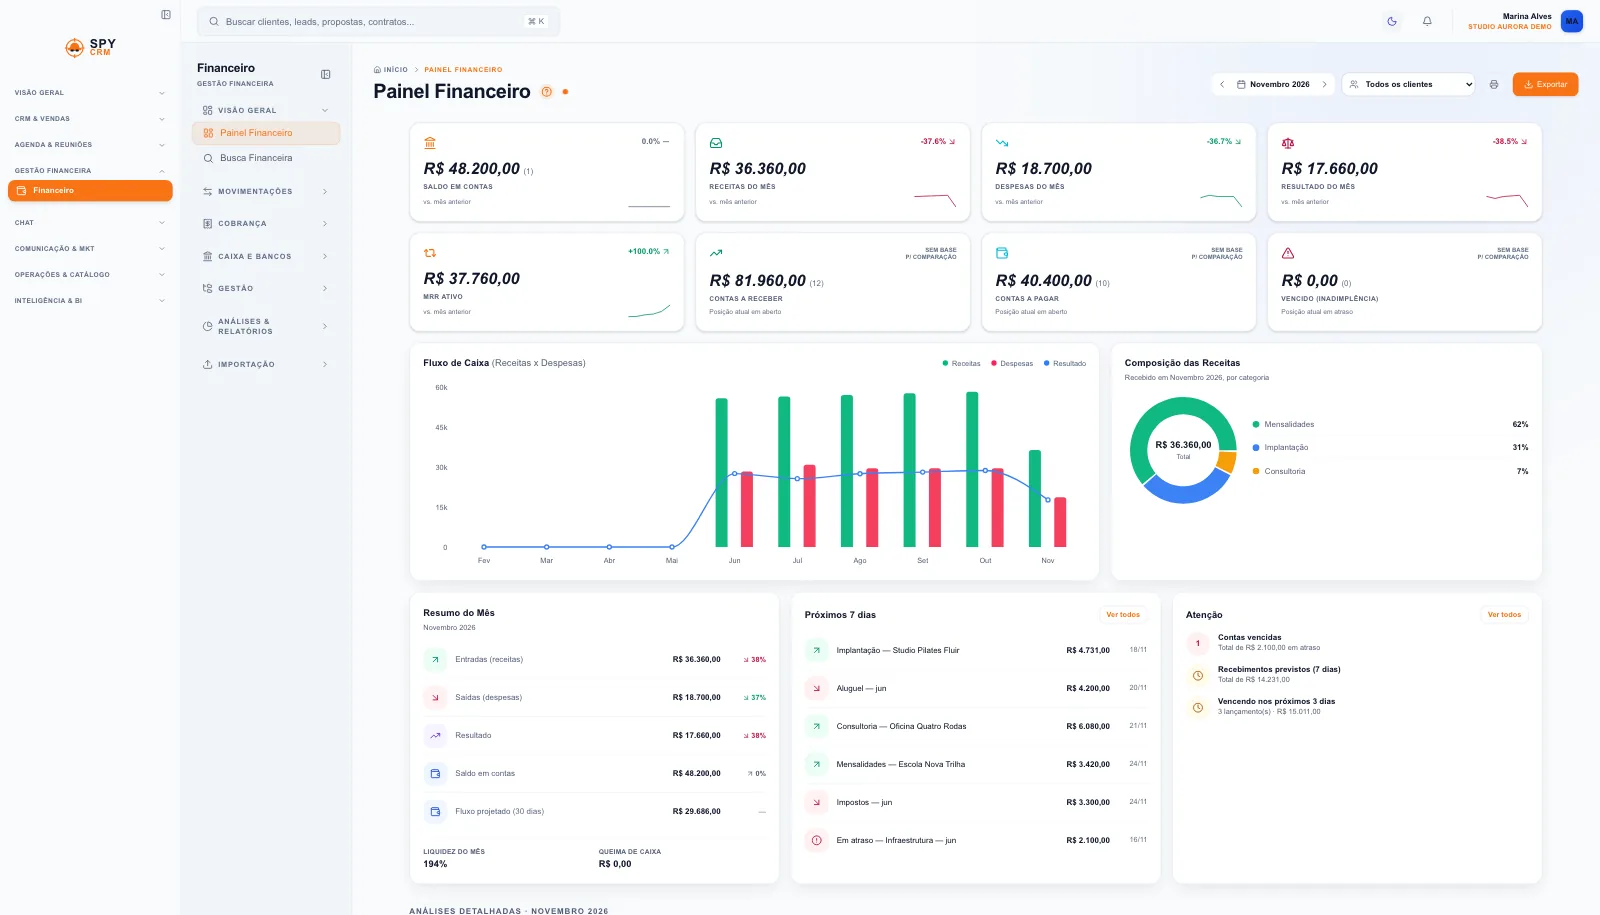 SPY
CRM
VISÃO GERAL
CRM & VENDAS
AGENDA & REUNIÕES
GESTÃO FINANCEIRA
Financeiro
CHAT
COMUNICAÇÃO & MKT
OPERAÇÕES & CATÁLOGO
INTELIGÊNCIA & BI
Buscar clientes, leads, propostas, contratos...
⌘ K
Marina Alves
STUDIO AURORA DEMO
MA
Financeiro
GESTÃO FINANCEIRA
VISÃO GERAL
Painel Financeiro
Busca Financeira
MOVIMENTAÇÕES
COBRANÇA
CAIXA E BANCOS
GESTÃO
ANÁLISES &
RELATÓRIOS
IMPORTAÇÃO
INÍCIO > PAINEL FINANCEIRO
Painel Financeiro
Novembro 2026
Todos os clientes
Exportar
0.0%
R$ 48.200,00 (1)
SALDO EM CONTAS
vs. mês anterior
-37.6%
R$ 36.360,00
RECEITAS DO MÊS
vs. mês anterior
-36.7%
R$ 18.700,00
DESPESAS DO MÊS
vs. mês anterior
-38.5%
R$ 17.660,00
RESULTADO DO MÊS
vs. mês anterior
+100.0%
R$ 37.760,00
MRR ATIVO
vs. mês anterior
SEM BASE
P/ COMPARAÇÃO
R$ 81.960,00 (12)
CONTAS A RECEBER
Posição atual em aberto
SEM BASE
P/ COMPARAÇÃO
R$ 40.400,00 (10)
CONTAS A PAGAR
Posição atual em aberto
SEM BASE
P/ COMPARAÇÃO
R$ 0,00 (0)
VENCIDO (INADIMPLÊNCIA)
Posição atual em atraso
Fluxo de Caixa (Receitas x Despesas)
Receitas
Despesas
Resultado
60k
45k
30k
15k
0
Fev
Mar
Abr
Mai
Jun
Jul
Ago
Set
Out
Nov
Composição das Receitas
Recebido em Novembro 2026, por categoria
R$ 36.360,00
Total
Mensalidades 62%
Implantação 31%
Consultoria 7%
Resumo do Mês
Novembro 2026
Entradas (receitas) R$ 36.360,00 38%
Saídas (despesas) R$ 18.700,00 37%
Resultado R$ 17.660,00 38%
Saldo em contas R$ 48.200,00 0%
Fluxo projetado (30 dias) R$ 29.686,00 —
LIQUIDEZ DO MÊS
194%
QUEIMA DE CAIXA
R$ 0,00
Próximos 7 dias
Ver todos
Implantação — Studio Pilates Fluir R$ 4.731,00 18/11
Aluguel — jun R$ 4.200,00 20/11
Consultoria — Oficina Quatro Rodas R$ 6.080,00 21/11
Mensalidades — Escola Nova Trilha R$ 3.420,00 24/11
Impostos — jun R$ 3.300,00 24/11
Em atraso — Infraestrutura — jun R$ 2.100,00 16/11
Atenção
Ver todos
1
Contas vencidas
Total de R$ 2.100,00 em atraso
Recebimentos previstos (7 dias)
Total de R$ 14.231,00
Vencendo nos próximos 3 dias
3 lançamento(s) · R$ 15.011,00
ANÁLISES DETALHADAS · NOVEMBRO 2026